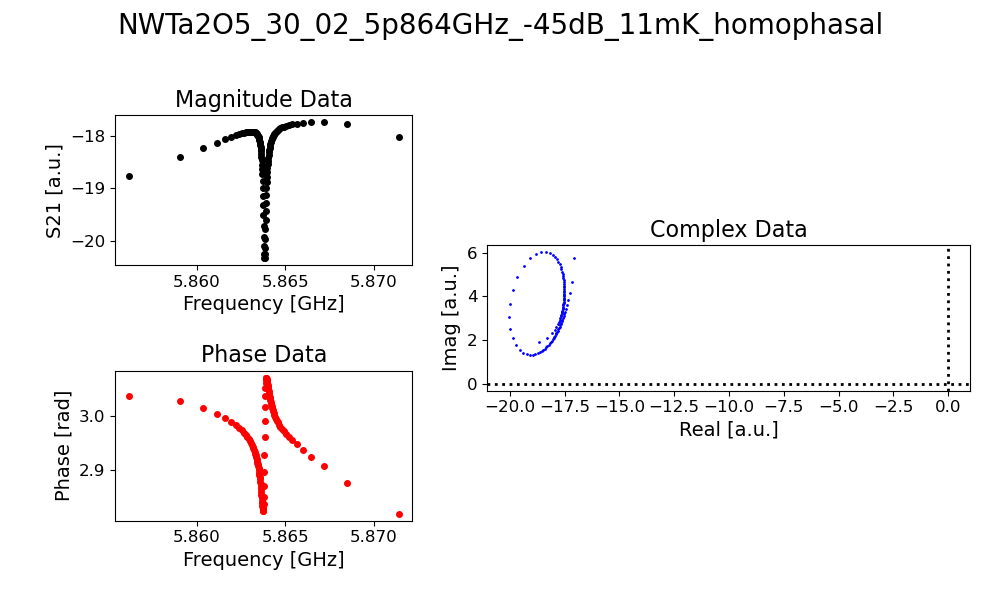 NWTa2O5_30_02_5p864GHz_-45dB_11mK_homophasal
Magnitude Data
S21 [a.u.]
−18
−19
−20
5.860 5.865 5.870
Frequency [GHz]
Phase Data
Phase [rad]
3.0
2.9
5.860 5.865 5.870
Frequency [GHz]
Complex Data
Imag [a.u.]
6
4
2
0
−20.0 −17.5 −15.0 −12.5 −10.0 −7.5 −5.0 −2.5 0.0
Real [a.u.]